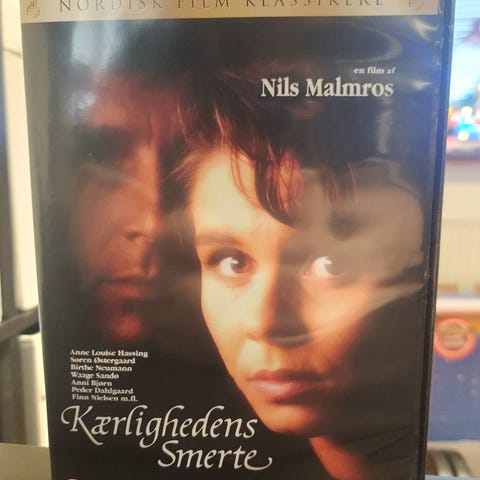 NORDISK FILM KLASSIKERE
en film af
Nils Malmros
Anne Louise Hassing
Søren Østergaard
Birthe Neumann
Waage Sandø
Anni Bjørn
Peder Dahlgaard
Finn Nielsen m.fl.
Kærlighedens
Smerte